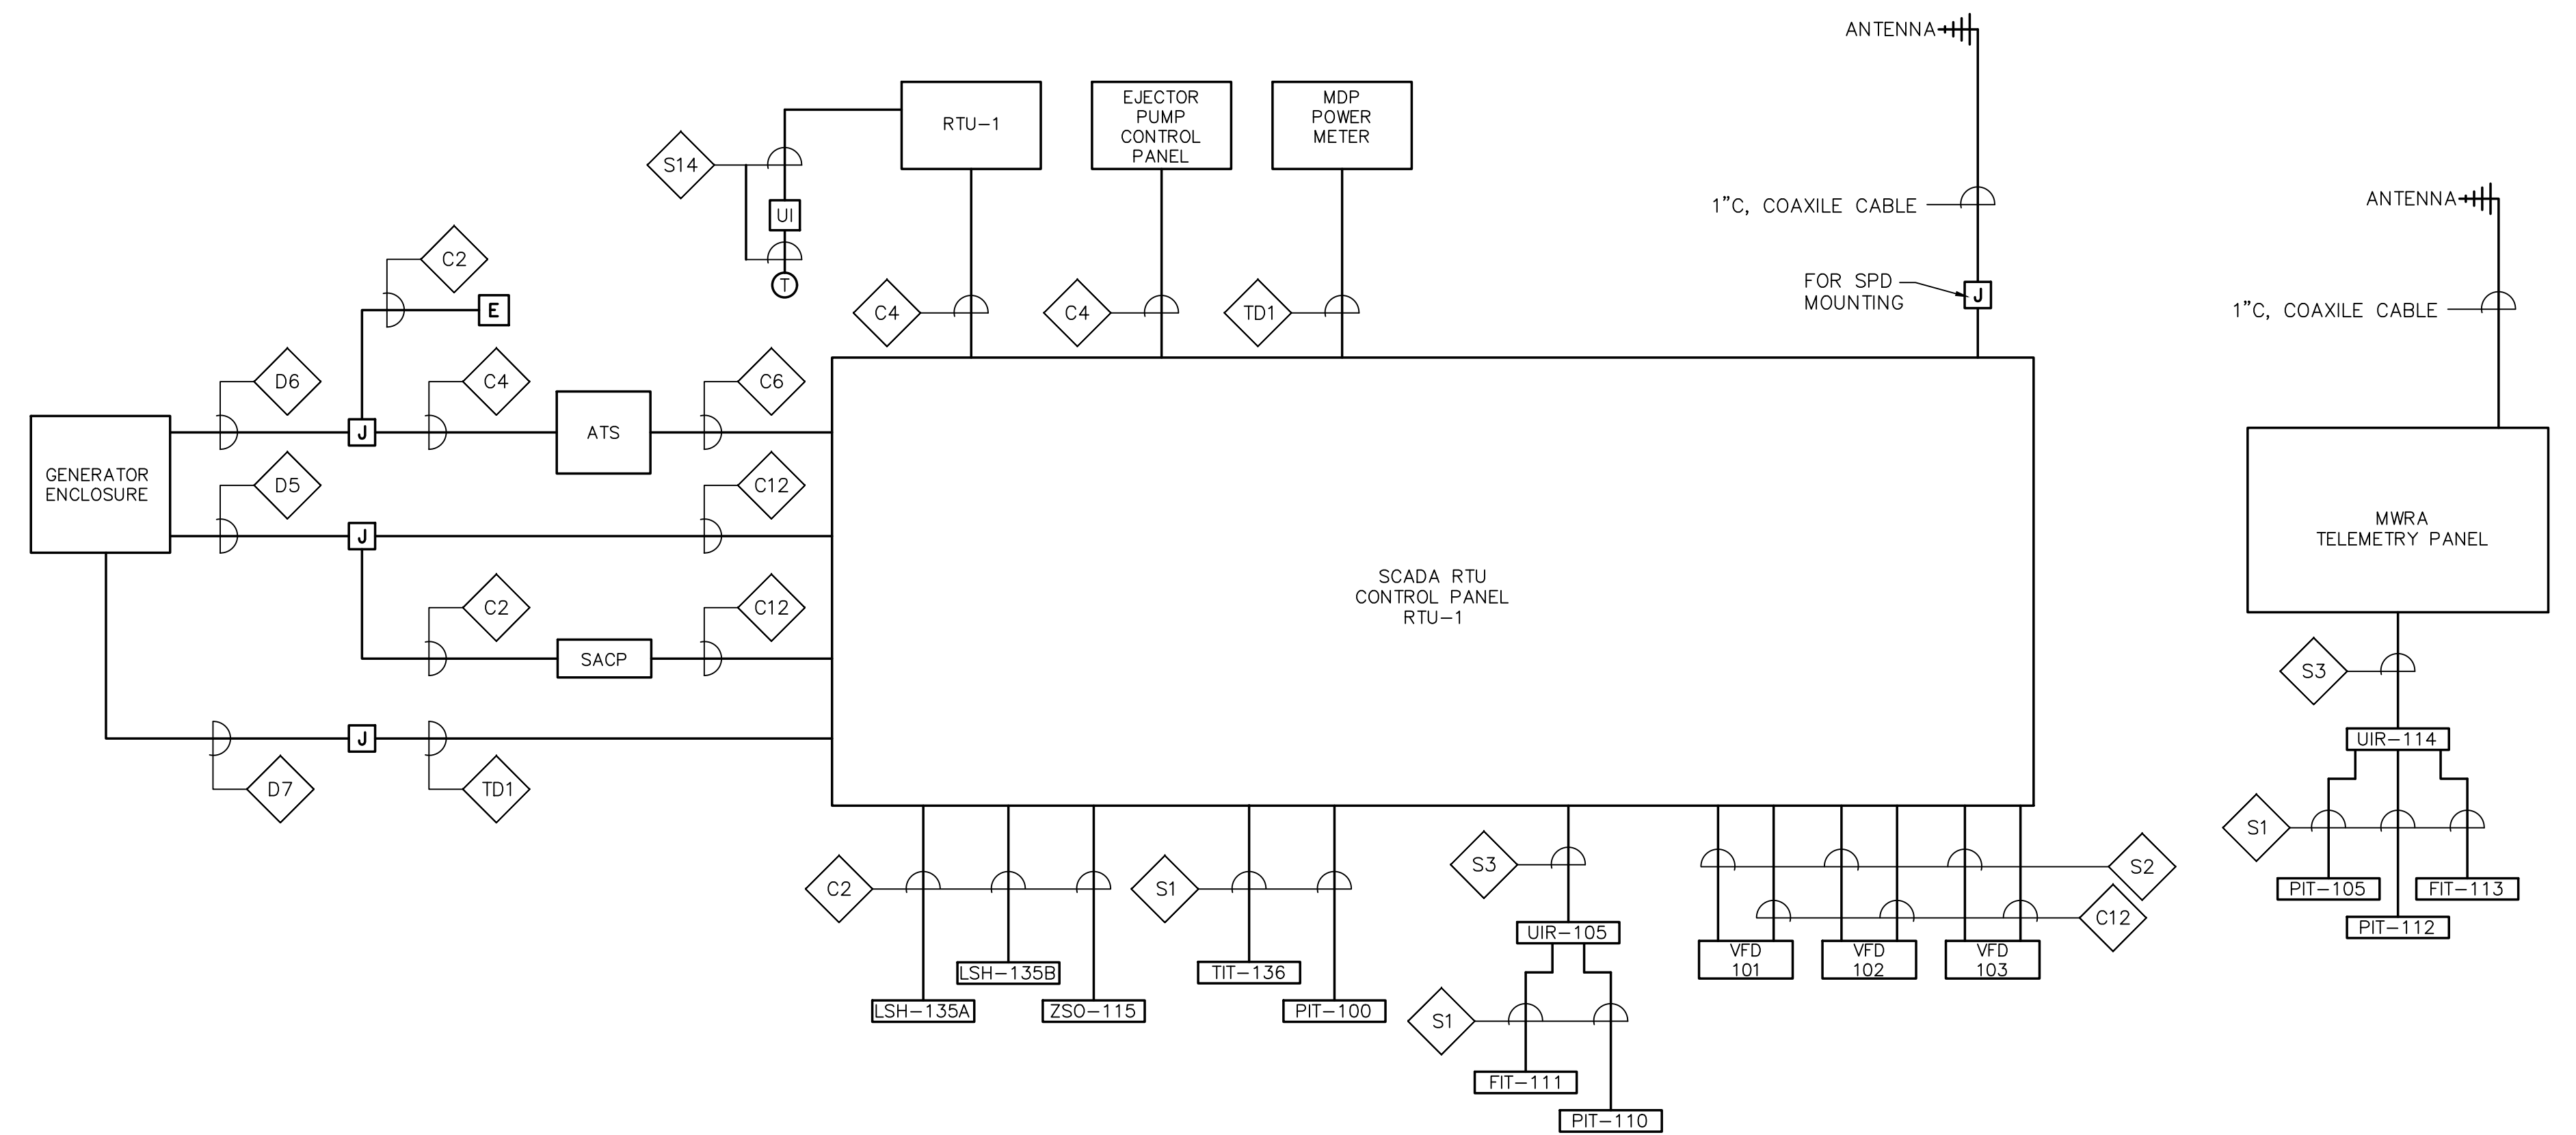 ANTENNA
RTU-1
EJECTOR
PUMP
CONTROL
PANEL
MDP
POWER
METER
S14
UI
T
1"C, COAXILE CABLE
ANTENNA
C2
E
C4
C4
TD1
FOR SPD
MOUNTING
J
1"C, COAXILE CABLE
D6
C4
C6
J
ATS
GENERATOR
ENCLOSURE
D5
C12
J
MWRA
TELEMETRY PANEL
SCADA RTU
CONTROL PANEL
RTU-1
C2
C12
SACP
S3
J
D7
TD1
UIR-114
S1
PIT-105
FIT-113
PIT-112
C2
S1
S3
S2
C12
UIR-105
VFD
101
VFD
102
VFD
103
LSH-135B
TIT-136
LSH-135A
ZSO-115
PIT-100
S1
FIT-111
PIT-110